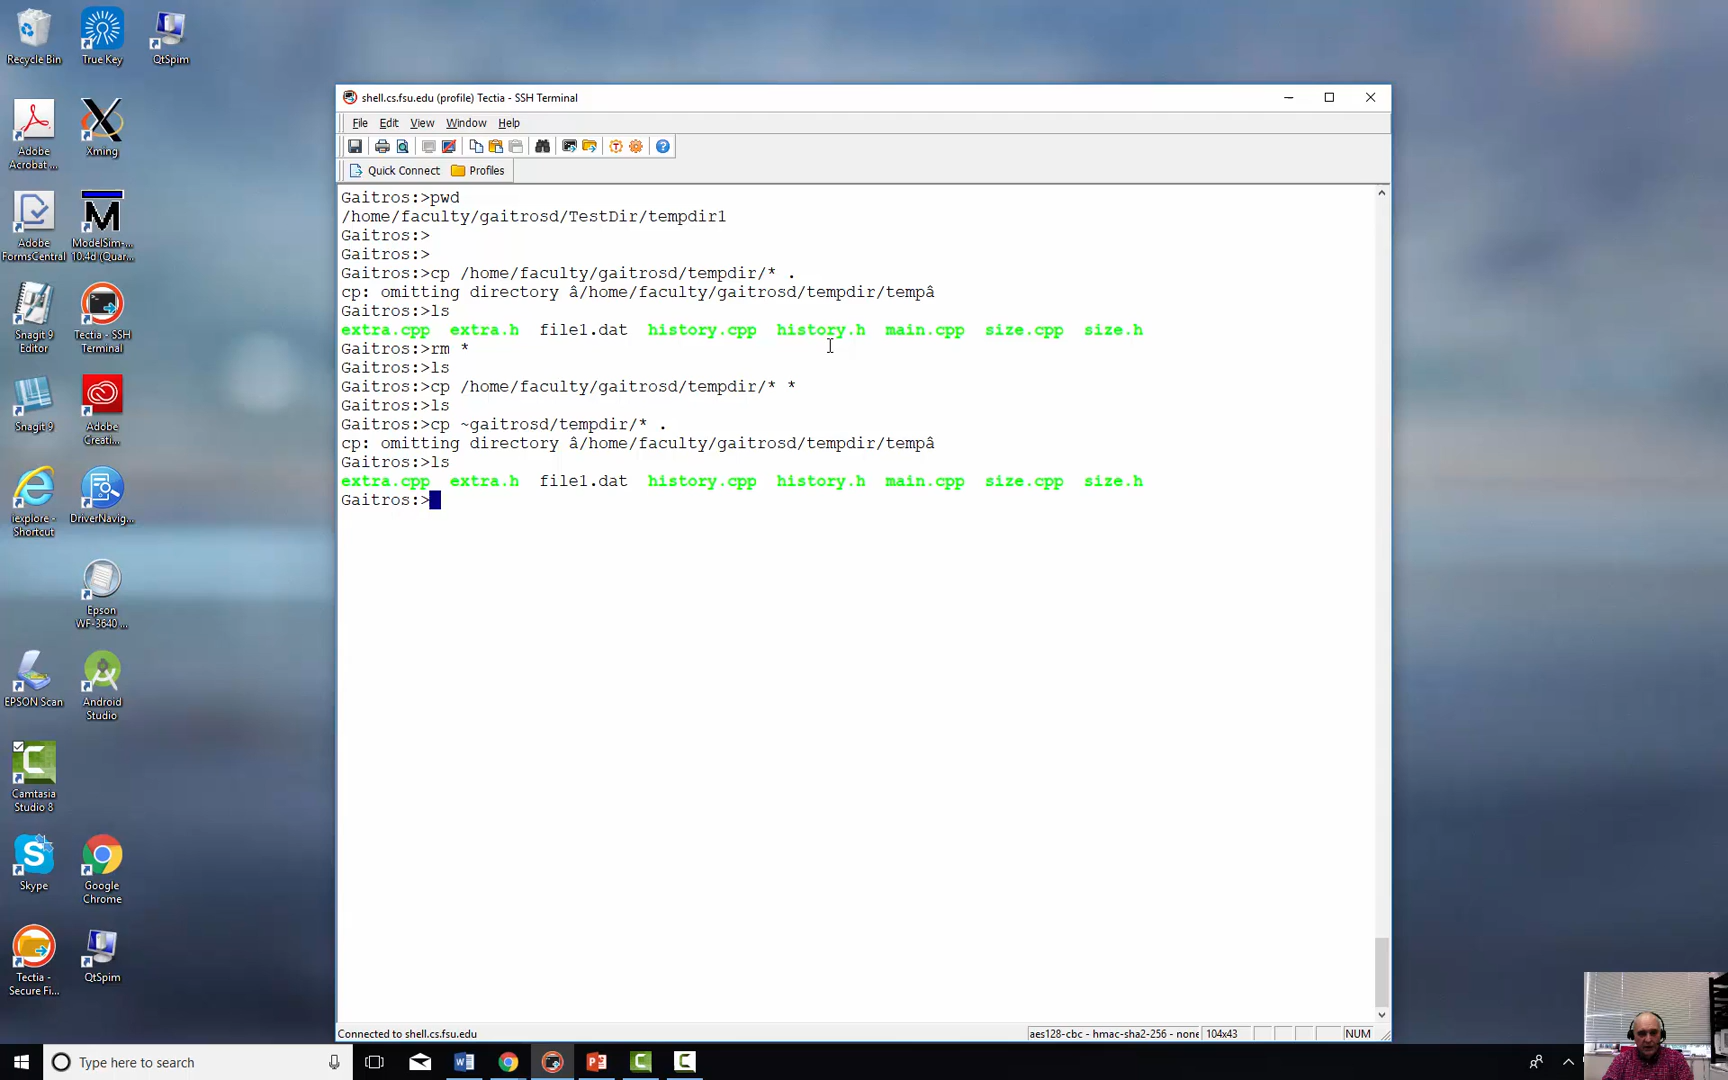 Recycle Bin
True Key
QtSpim
Adobe
Acrobat ...
Xming
Adobe
FormsCentral
ModelSim-...
10.4d (Quar...
Snagit 9
Editor
Tectia - SSH
Terminal
Snagit 9
Adobe
Creati...
iexplore -
Shortcut
DriverNavig...
Epson
WF-3640 ...
EPSON Scan
Android
Studio
Camtasia
Studio 8
Skype
Google
Chrome
Tectia -
Secure Fi...
QtSpim
shell.cs.fsu.edu (profile) Tectia - SSH Terminal
File Edit View Window Help
Quick Connect Profiles
Gaitros:>pwd
/home/faculty/gaitrosd/TestDir/tempdir1
Gaitros:>
Gaitros:>
Gaitros:>cp /home/faculty/gaitrosd/tempdir/* .
cp: omitting directory â/home/faculty/gaitrosd/tempdir/tempâ
Gaitros:>ls
extra.cpp extra.h file1.dat history.cpp history.h main.cpp size.cpp size.h
Gaitros:>rm *
Gaitros:>ls
Gaitros:>cp /home/faculty/gaitrosd/tempdir/* *
Gaitros:>ls
Gaitros:>cp ~gaitrosd/tempdir/* .
cp: omitting directory â/home/faculty/gaitrosd/tempdir/tempâ
Gaitros:>ls
extra.cpp extra.h file1.dat history.cpp history.h main.cpp size.cpp size.h
Gaitros:>
Connected to shell.cs.fsu.edu
aes128-cbc - hmac-sha2-256 - none 104x43 NUM
Type here to search